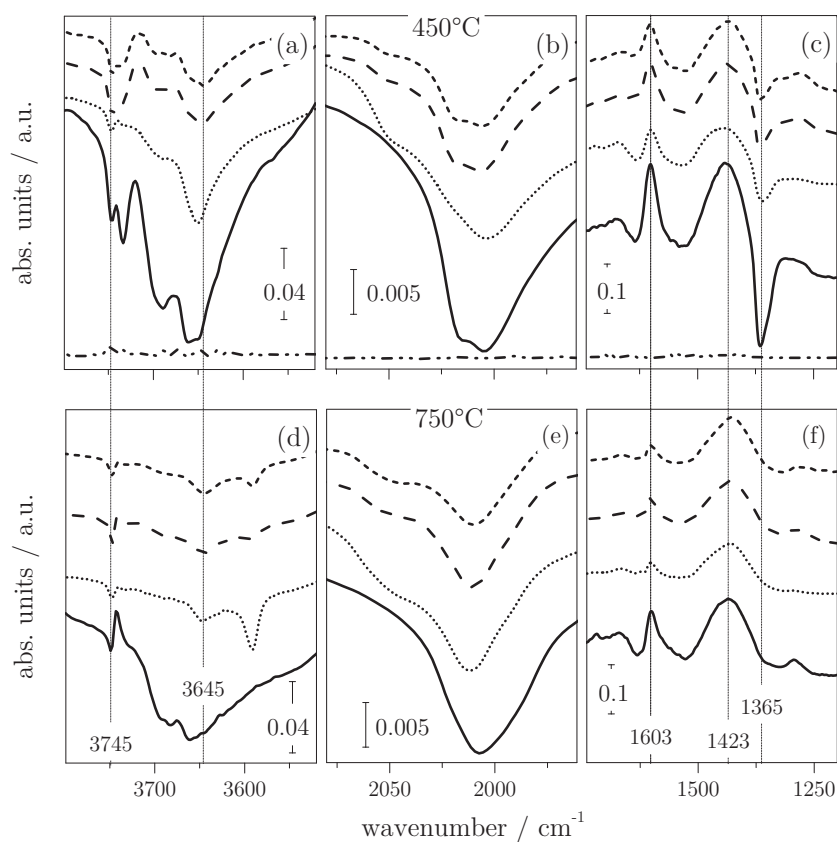 450°C
(a)
(b)
(c)
abs. units / a.u.
0.04
0.005
0.1
750°C
(d)
(e)
(f)
abs. units / a.u.
3645
3745
0.04
0.005
0.1
1365
1603
1423
3700 3600 2050 2000 1500 1250
wavenumber / cm⁻¹